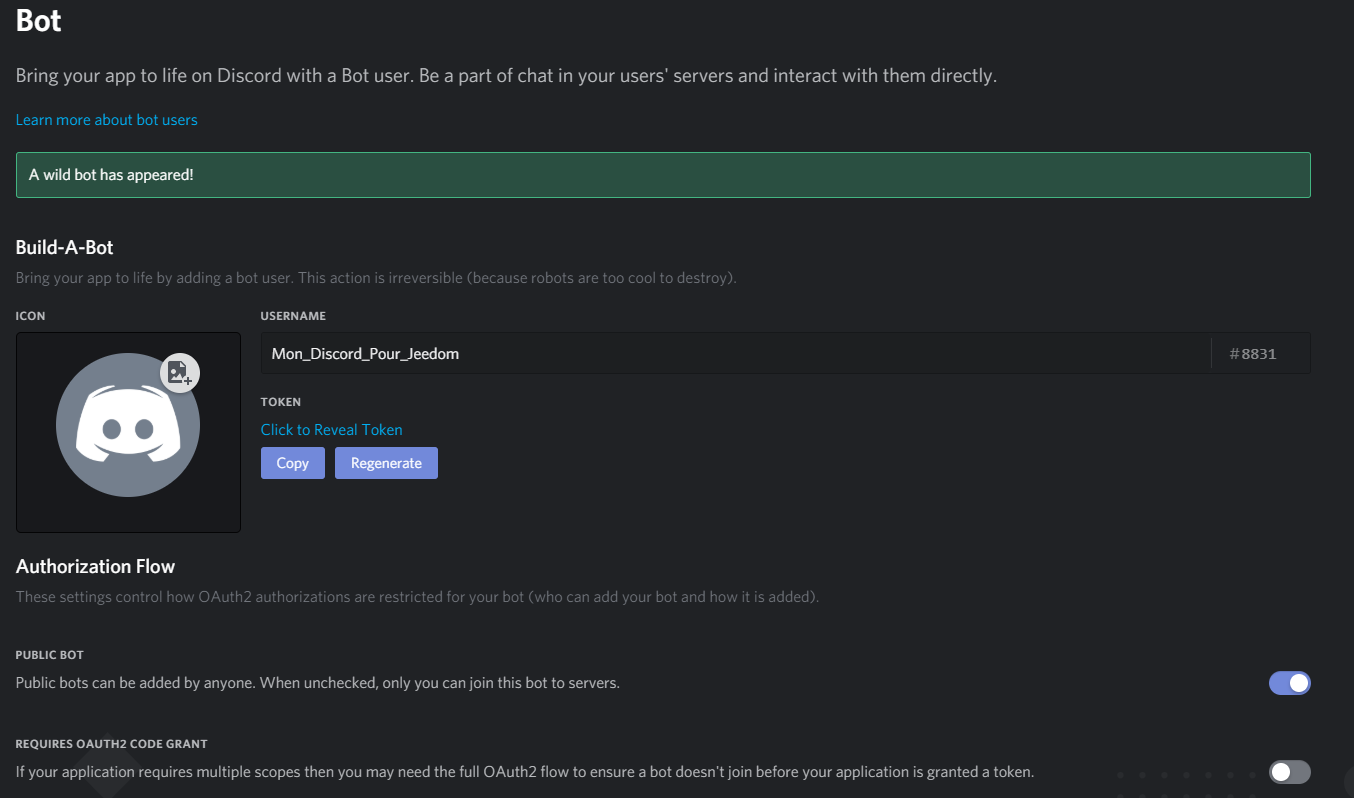 Bot
Bring your app to life on Discord with a Bot user. Be a part of chat in your users' servers and interact with them directly.
Learn more about bot users
A wild bot has appeared!
Build-A-Bot
Bring your app to life by adding a bot user. This action is irreversible (because robots are too cool to destroy).
ICON
USERNAME
Mon_Discord_Pour_Jeedom
#8831
TOKEN
Click to Reveal Token
Copy
Regenerate
Authorization Flow
These settings control how OAuth2 authorizations are restricted for your bot (who can add your bot and how it is added).
PUBLIC BOT
Public bots can be added by anyone. When unchecked, only you can join this bot to servers.
REQUIRES OAUTH2 CODE GRANT
If your application requires multiple scopes then you may need the full OAuth2 flow to ensure a bot doesn't join before your application is granted a token.